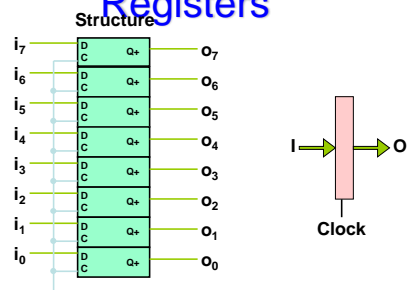 Registers
Structure
i7 D C Q+ o7
i6 D C Q+ o6
i5 D C Q+ o5
i4 D C Q+ o4
i3 D C Q+ o3
i2 D C Q+ o2
i1 D C Q+ o1
i0 D C Q+ o0
I O
Clock